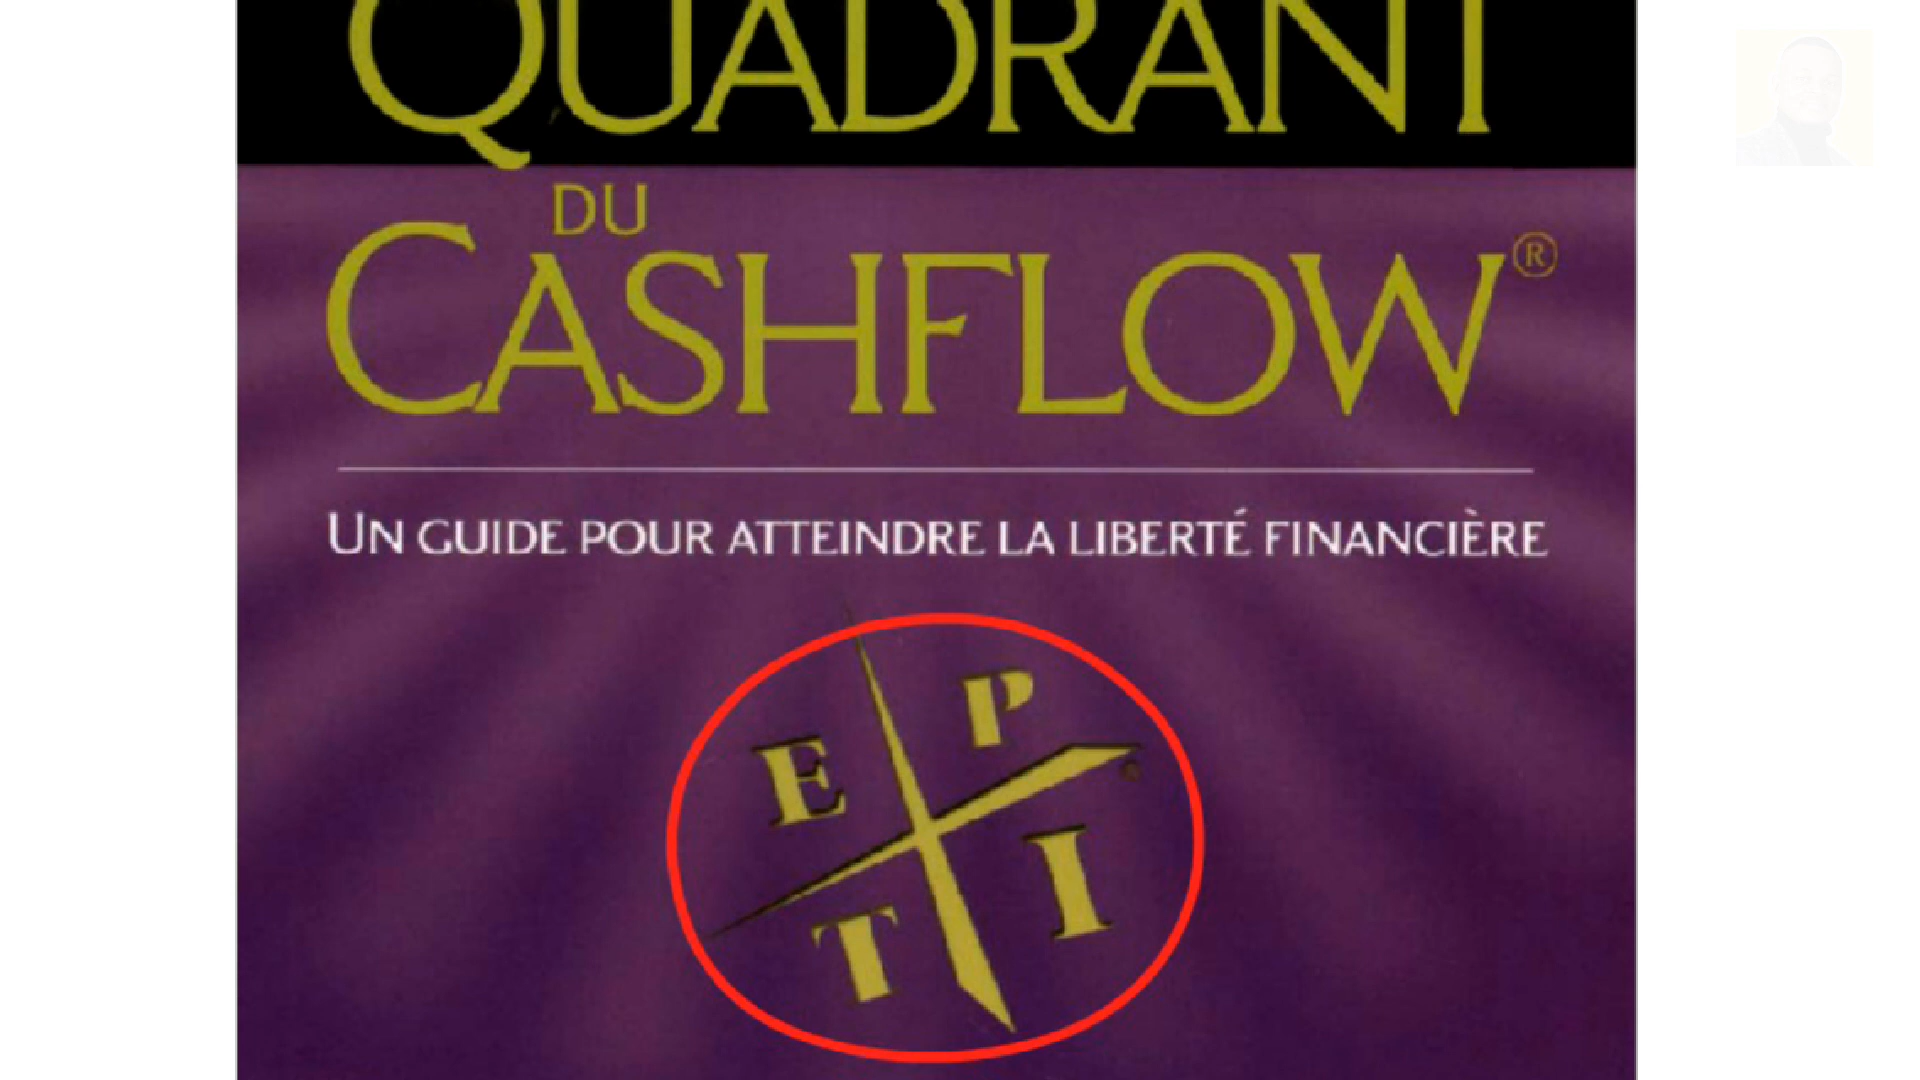 QUADRANT
DU
CASHFLOW®
UN GUIDE POUR ATTEINDRE LA LIBERTÉ FINANCIÈRE
E P
T I